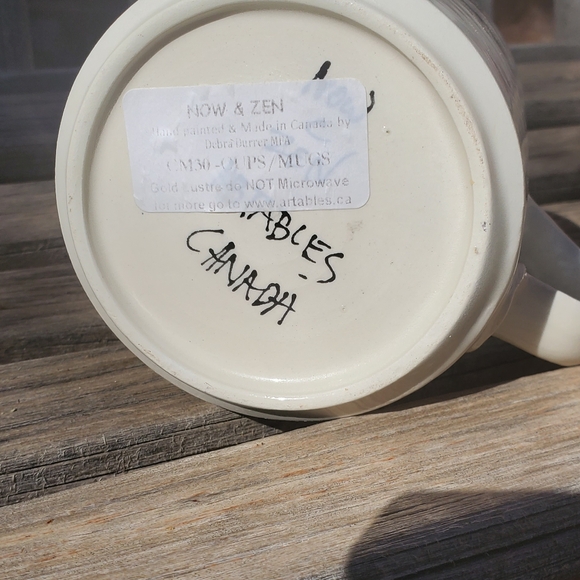 NOW & ZEN
Hand painted & Made in Canada by
Debra Derrer MFA
CM30 -CUPS/MUGS
Gold Lustre do NOT Microwave
for more go to www.artables.ca
ABLES
CANADA